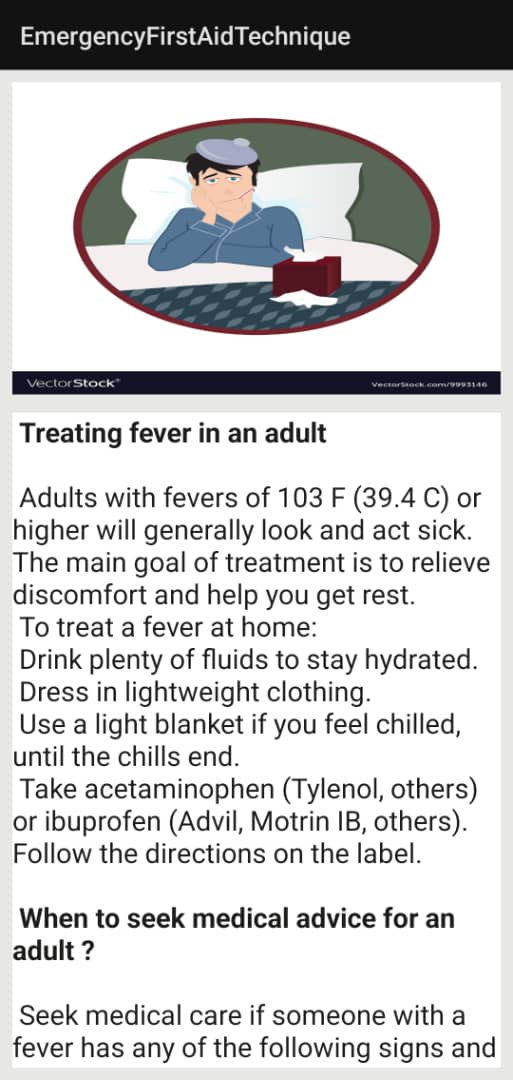 EmergencyFirstAidTechnique
VectorStock®
VectorStock.com/9993146
Treating fever in an adult
Adults with fevers of 103 F (39.4 C) or
higher will generally look and act sick.
The main goal of treatment is to relieve
discomfort and help you get rest.
To treat a fever at home:
Drink plenty of fluids to stay hydrated.
Dress in lightweight clothing.
Use a light blanket if you feel chilled,
until the chills end.
Take acetaminophen (Tylenol, others)
or ibuprofen (Advil, Motrin IB, others).
Follow the directions on the label.
When to seek medical advice for an
adult ?
Seek medical care if someone with a
fever has any of the following signs and